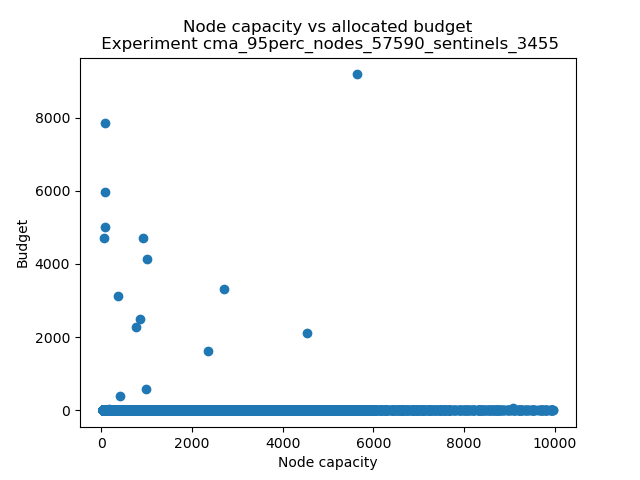 Node capacity vs allocated budget
Experiment cma_95perc_nodes_57590_sentinels_3455
Budget
8000
6000
4000
2000
0
0 2000 4000 6000 8000 10000
Node capacity